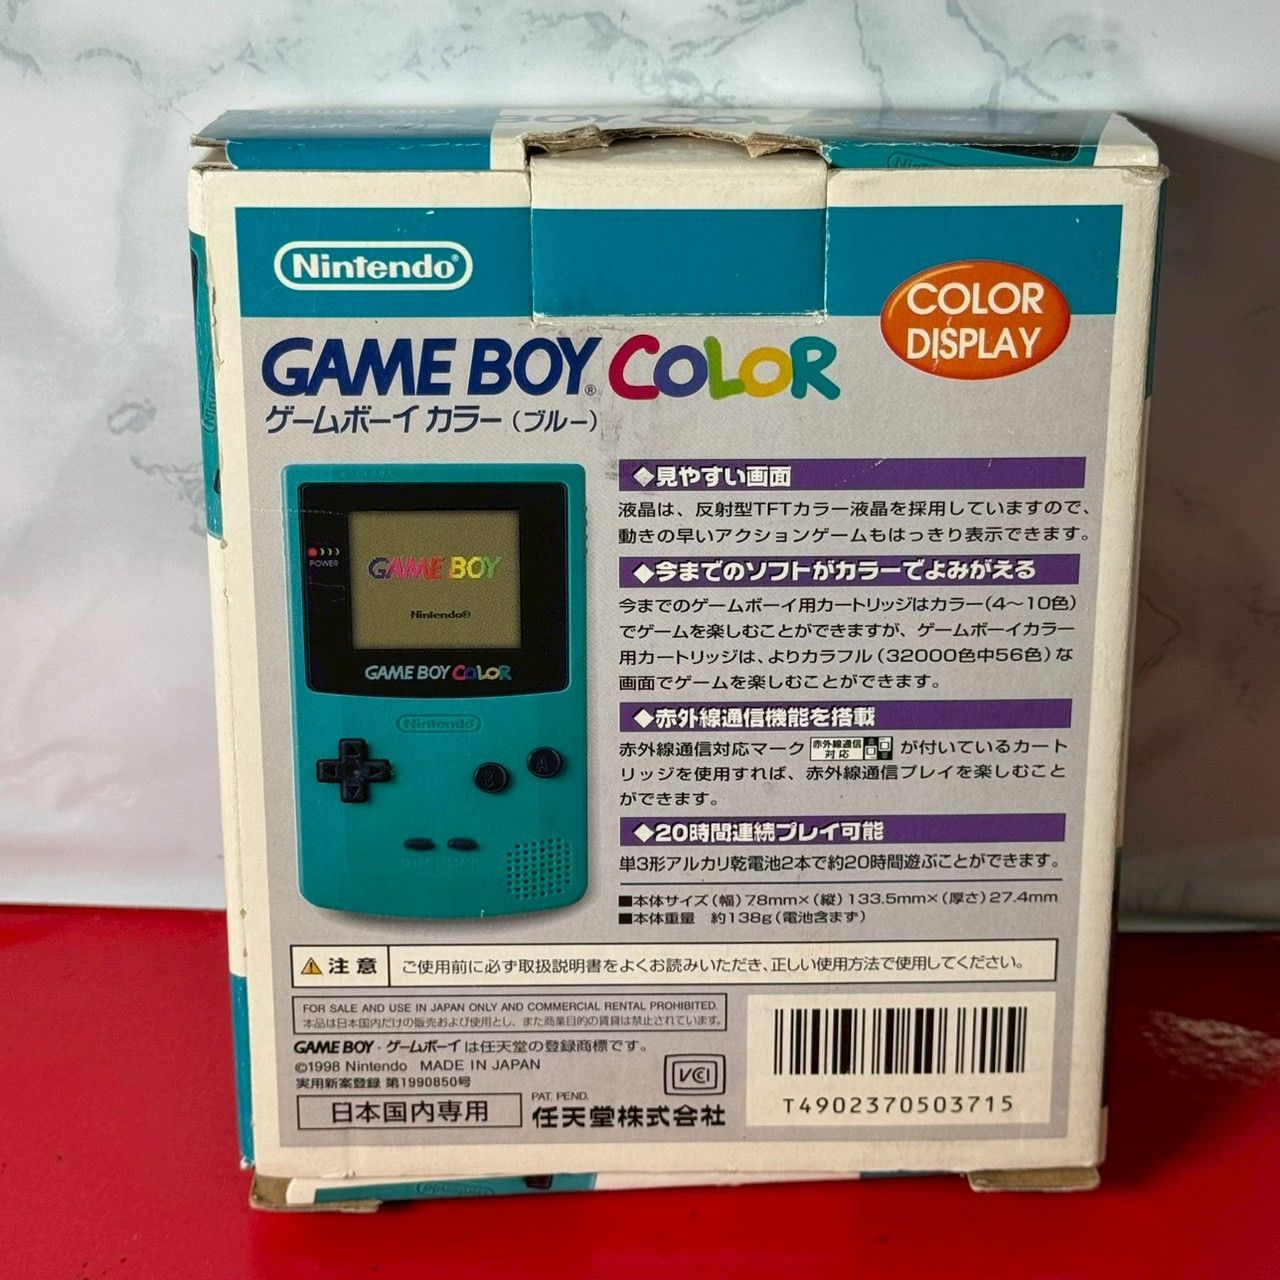 BOY COLOR
Nintendo
COLOR
DISPLAY
GAME BOY® COLOR
ゲームボーイ カラー（ブルー）
POWER
GAME BOY
Nintendo®
GAME BOY COLOR
Nintendo
B A
SELECT START
◆見やすい画面
液晶は、反射型TFTカラー液晶を採用していますので、
動きの早いアクションゲームもはっきり表示できます。
◆今までのソフトがカラーでよみがえる
今までのゲームボーイ用カートリッジはカラー（4〜10色）
でゲームを楽しむことができますが、ゲームボーイカラー
用カートリッジは、よりカラフル（32000色中56色）な
画面でゲームを楽しむことができます。
◆赤外線通信機能を搭載
赤外線通信対応マーク 赤外線通信対応 が付いているカート
リッジを使用すれば、赤外線通信プレイを楽しむこと
ができます。
◆20時間連続プレイ可能
単3形アルカリ乾電池2本で約20時間遊ぶことができます。
■本体サイズ（幅）78mm×（縦）133.5mm×（厚さ）27.4mm
■本体重量 約138g（電池含まず）
注意 ご使用前に必ず取扱説明書をよくお読みいただき、正しい使用方法で使用してください。
FOR SALE AND USE IN JAPAN ONLY AND COMMERCIAL RENTAL PROHIBITED.
本品は日本国内だけの販売および使用とし、また商業目的の賃貸は禁止されています。
GAME BOY・ゲームボーイは任天堂の登録商標です。
©1998 Nintendo MADE IN JAPAN
実用新案登録 第1990850号
VCCI
日本国内専用
PAT. PEND.
任天堂株式会社
T4902370503715